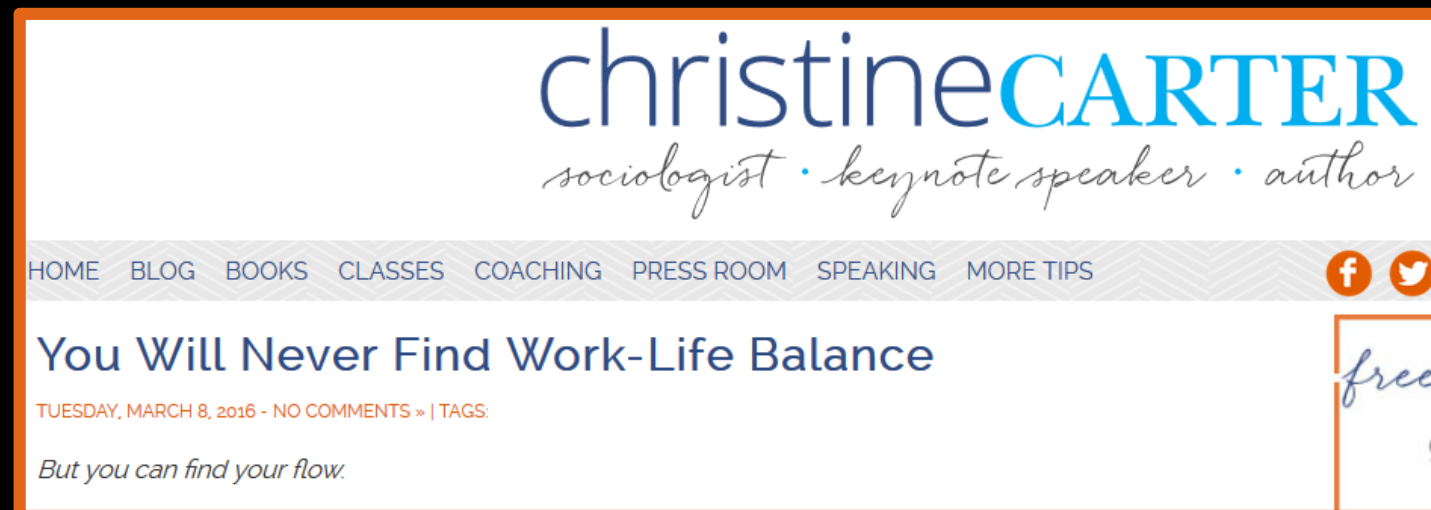 christineCARTER
sociologist · keynote speaker · author
HOME BLOG BOOKS CLASSES COACHING PRESS ROOM SPEAKING MORE TIPS
You Will Never Find Work-Life Balance
TUESDAY, MARCH 8, 2016 - NO COMMENTS » | TAGS:
free
But you can find your flow.